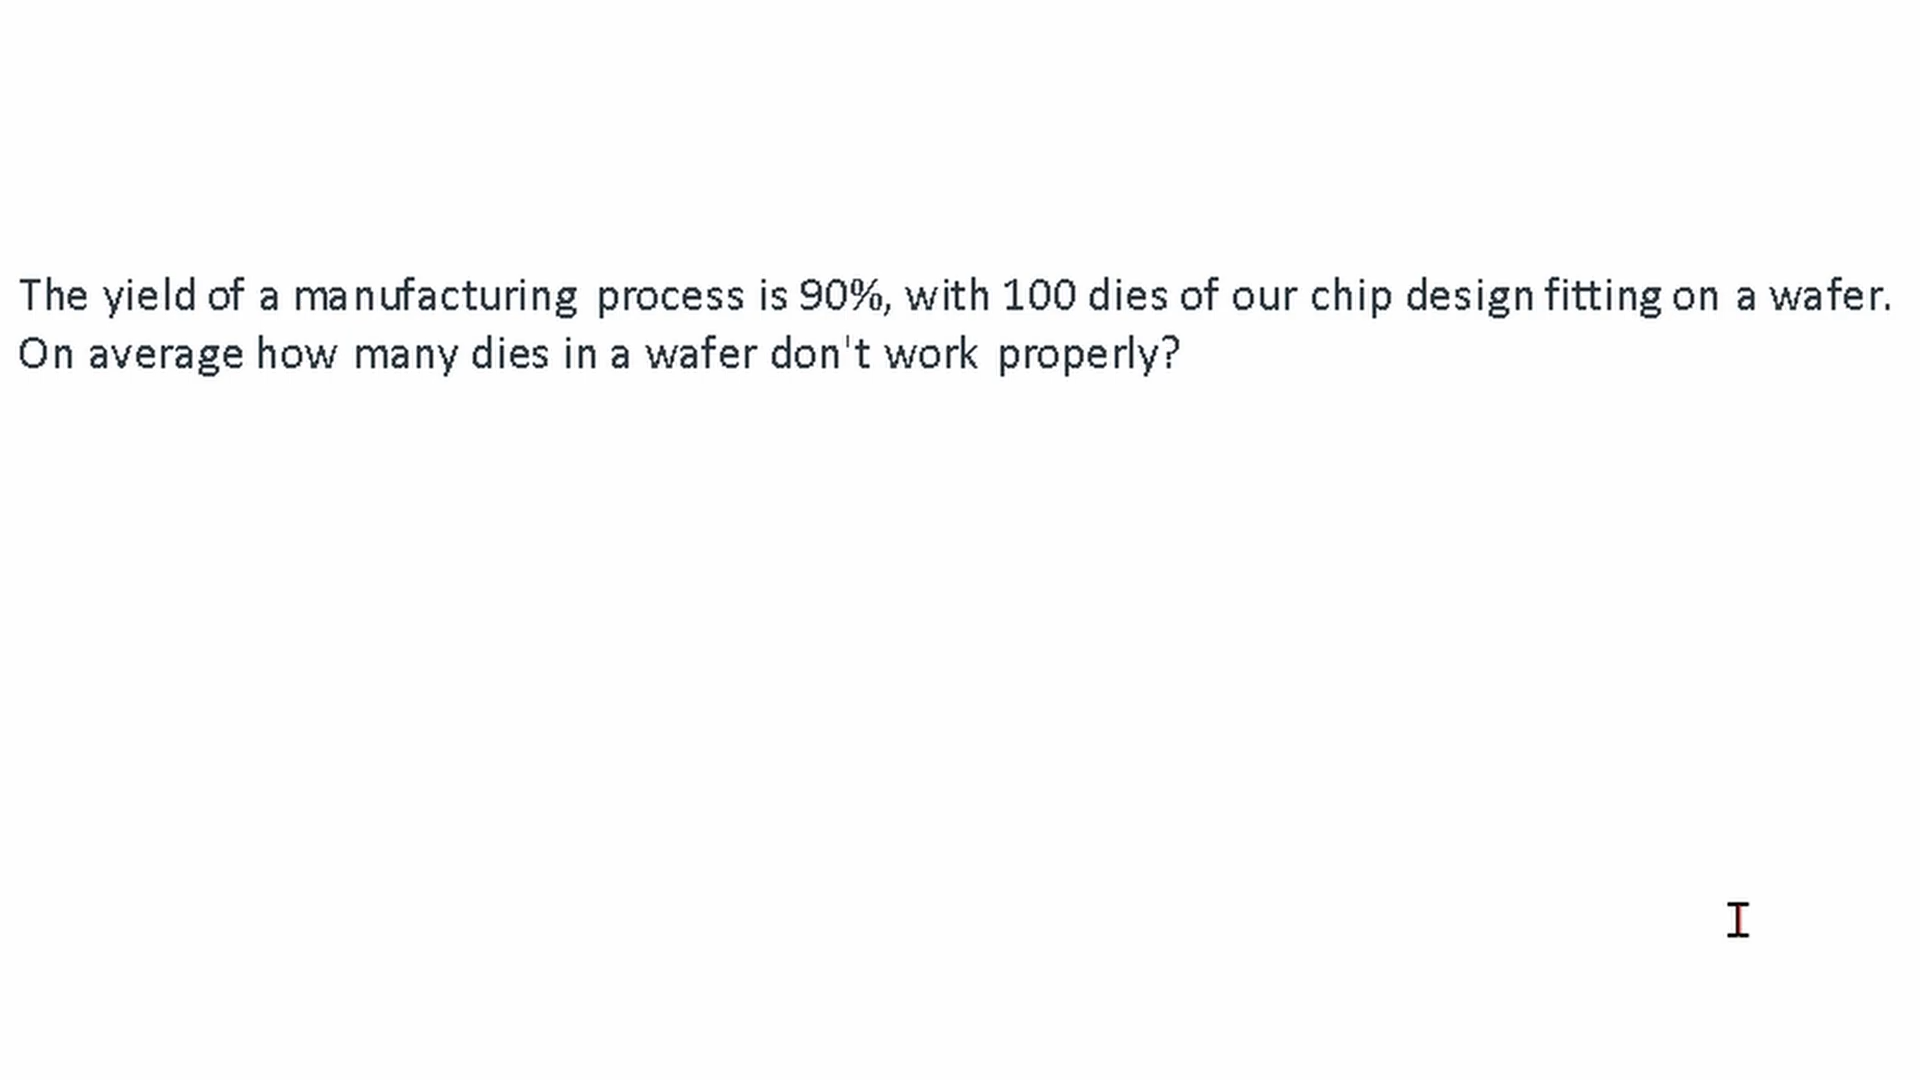 The yield of a manufacturing process is 90%, with 100 dies of our chip design fitting on a wafer.
On average how many dies in a wafer don't work properly?